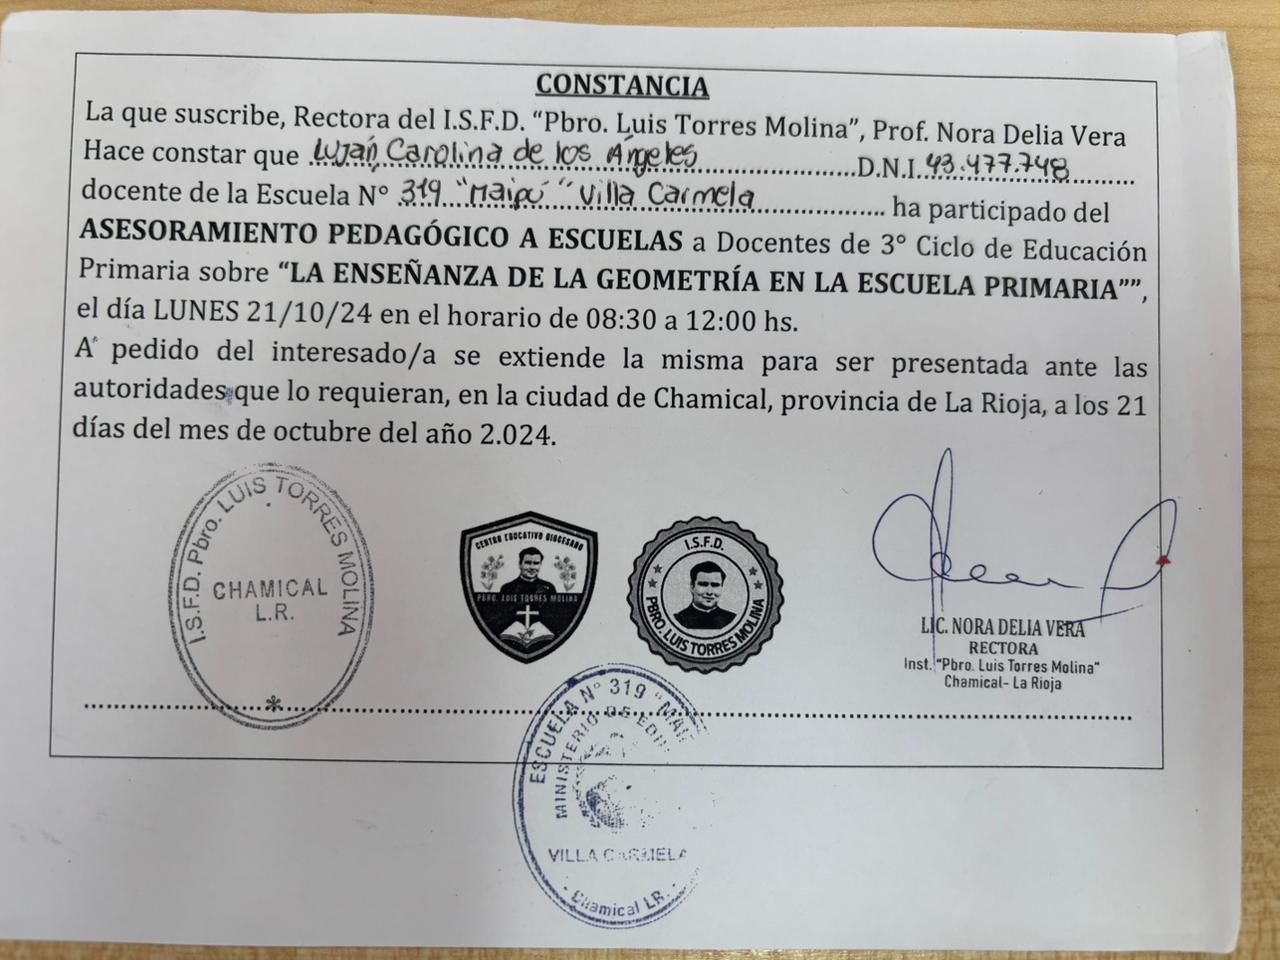 CONSTANCIA
La que suscribe, Rectora del I.S.F.D. “Pbro. Luis Torres Molina”, Prof. Nora Delia Vera
Hace constar que Luján, Carolina de los Ángeles D.N.I. 43.477.748
docente de la Escuela N° 319 "Maipú" Villa Carmela ha participado del
ASESORAMIENTO PEDAGÓGICO A ESCUELAS a Docentes de 3° Ciclo de Educación
Primaria sobre “LA ENSEÑANZA DE LA GEOMETRÍA EN LA ESCUELA PRIMARIA””,
el día LUNES 21/10/24 en el horario de 08:30 a 12:00 hs.
A pedido del interesado/a se extiende la misma para ser presentada ante las
autoridades que lo requieran, en la ciudad de Chamical, provincia de La Rioja, a los 21
días del mes de octubre del año 2.024.
I.S.F.D. Pbro. LUIS TORRES MOLINA
CHAMICAL
L.R.
*
CENTRO EDUCATIVO DIOCESANO
PBRO. LUIS TORRES MOLINA
I.S.F.D.
PBRO. LUIS TORRES MOLINA
LIC. NORA DELIA VERA
RECTORA
Inst. "Pbro. Luis Torres Molina"
Chamical- La Rioja
ESCUELA N° 319
MINISTERIO DE
VILLA CARMELA
- Chamical LR. -